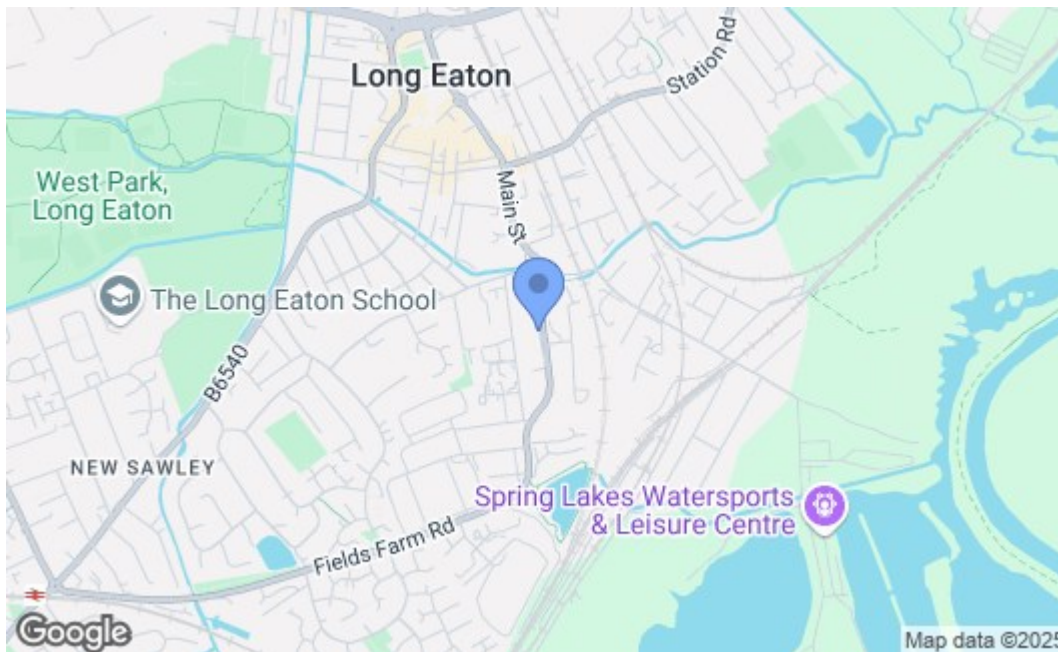 Long Eaton
Station Rd
West Park,
Long Eaton
Main St
The Long Eaton School
B6540
NEW SAWLEY
Spring Lakes Watersports
& Leisure Centre
Fields Farm Rd
Google
Map data ©2025